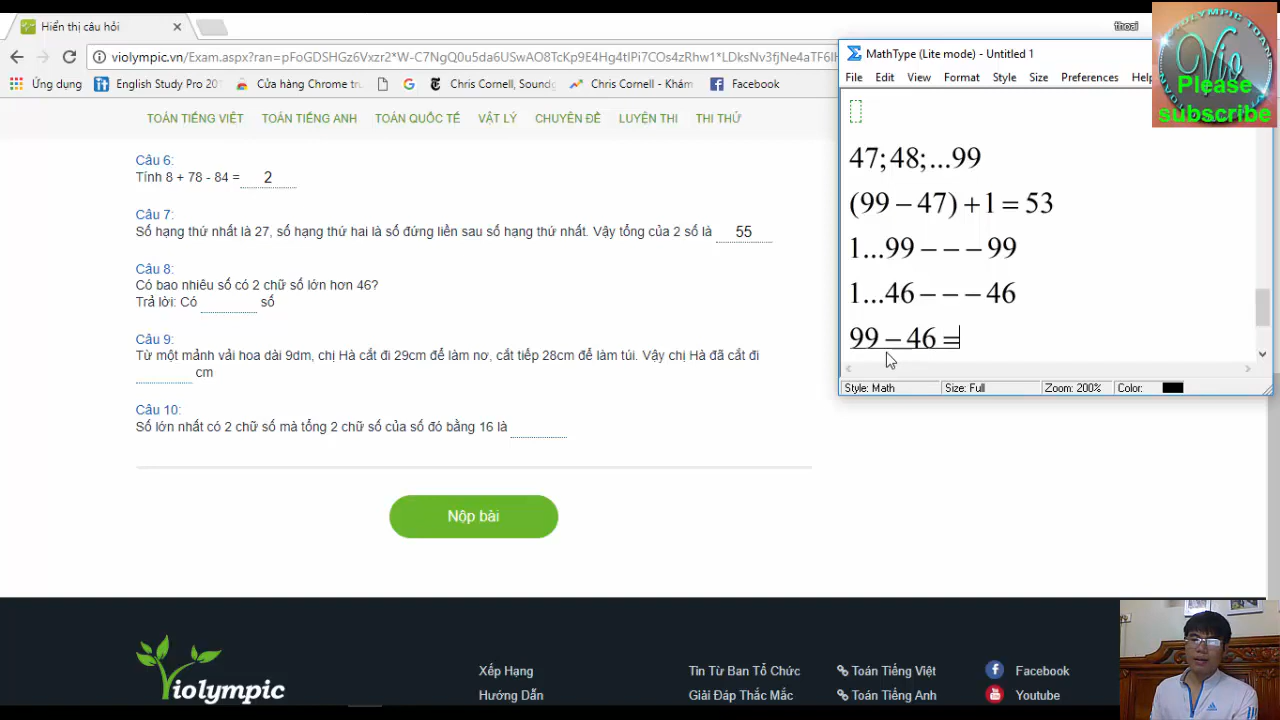 Hiển thị câu hỏi
thoai
violympic.vn/Exam.aspx?ran=pFoGDSHGz6Vxzr2*W-C7NgQ0u5da6USwAO8TcKp9E4Hg4tIPi7COs4zRhw1*LDksNv3fjNe4aTF6IH
Ứng dụng
English Study Pro 20
Cửa hàng Chrome tr
Chris Cornell, Sound
Chris Cornell - Khám
Facebook
TOÁN TIẾNG VIỆT TOÁN TIẾNG ANH TOÁN QUỐC TẾ VẬT LÝ CHUYÊN ĐỀ LUYỆN THI THI THỬ
Câu 6:
Tính 8 + 78 - 84 = 2
Câu 7:
Số hạng thứ nhất là 27, số hạng thứ hai là số đứng liền sau số hạng thứ nhất. Vậy tổng của 2 số là 55
Câu 8:
Có bao nhiêu số có 2 chữ số lớn hơn 46?
Trả lời: Có số
Câu 9:
Từ một mảnh vải hoa dài 9dm, chị Hà cắt đi 29cm để làm nơ, cắt tiếp 28cm để làm túi. Vậy chị Hà đã cắt đi
cm
Câu 10:
Số lớn nhất có 2 chữ số mà tổng 2 chữ số của số đó bằng 16 là
Nộp bài
MathType (Lite mode) - Untitled 1
File Edit View Format Style Size Preferences Help
47;48;...99
(99 − 47) + 1 = 53
1...99 − − − 99
1...46 − − − 46
99 − 46 =
Style: Math Size: Full Zoom: 200% Color:
VIOLYMPIC TOÁN
Vio
Please
subscribe
Violympic
Xếp Hạng
Hướng Dẫn
Tin Từ Ban Tổ Chức
Giải Đáp Thắc Mắc
Toán Tiếng Việt
Toán Tiếng Anh
Facebook
Youtube